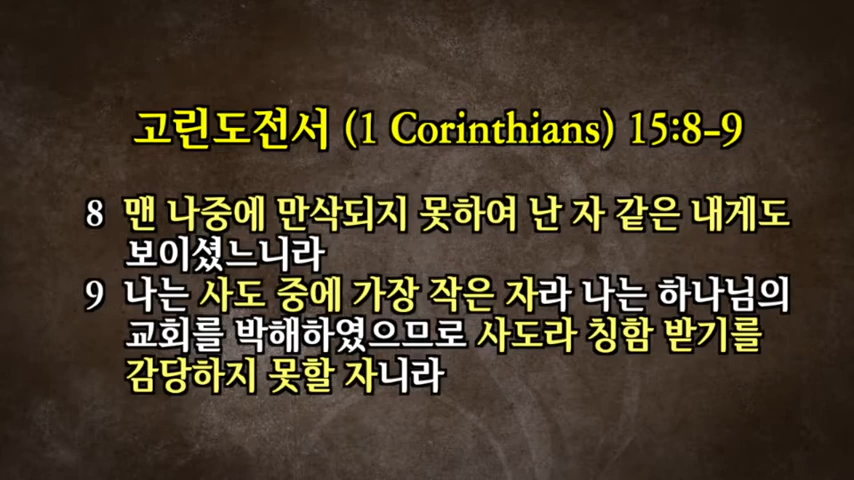 고린도전서 (1 Corinthians) 15:8-9
8 맨 나중에 만삭되지 못하여 난 자 같은 내게도
보이셨느니라
9 나는 사도 중에 가장 작은 자라 나는 하나님의
교회를 박해하였으므로 사도라 칭함 받기를
감당하지 못할 자니라